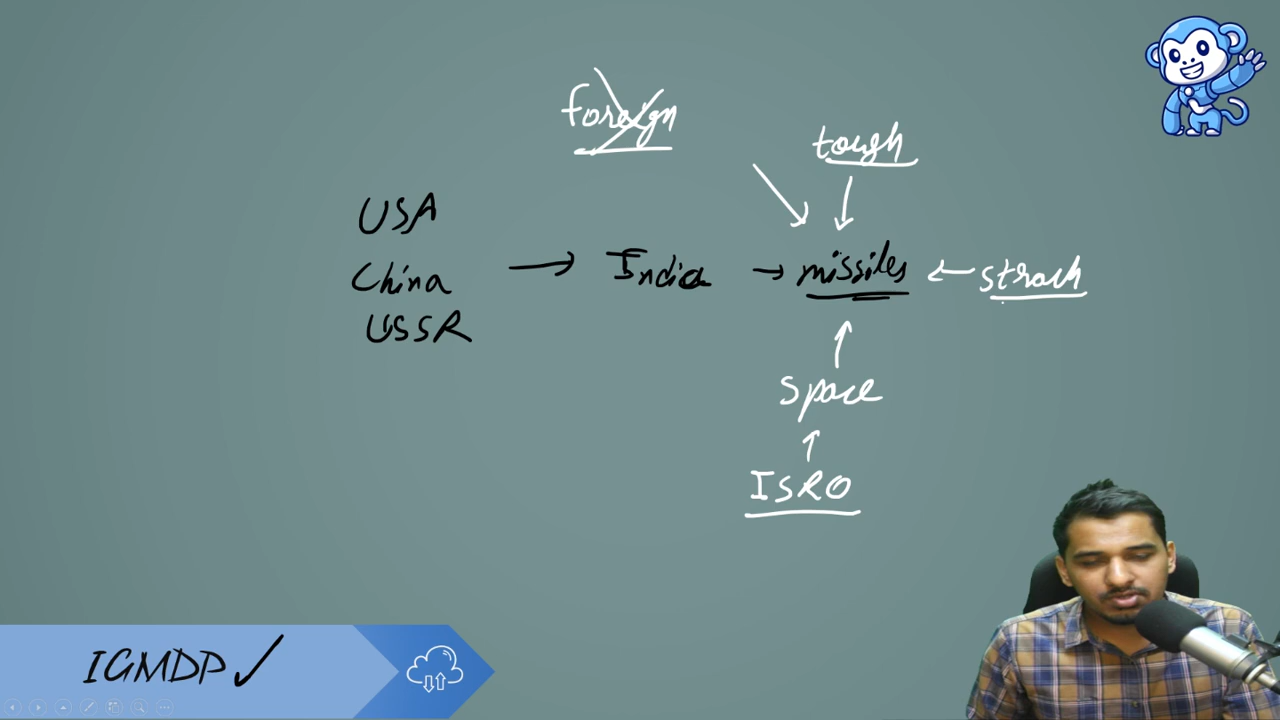 foreign
tough
USA
China
USSR
→ India → missiles ← strach
space
ISRO
IGMDP ✓